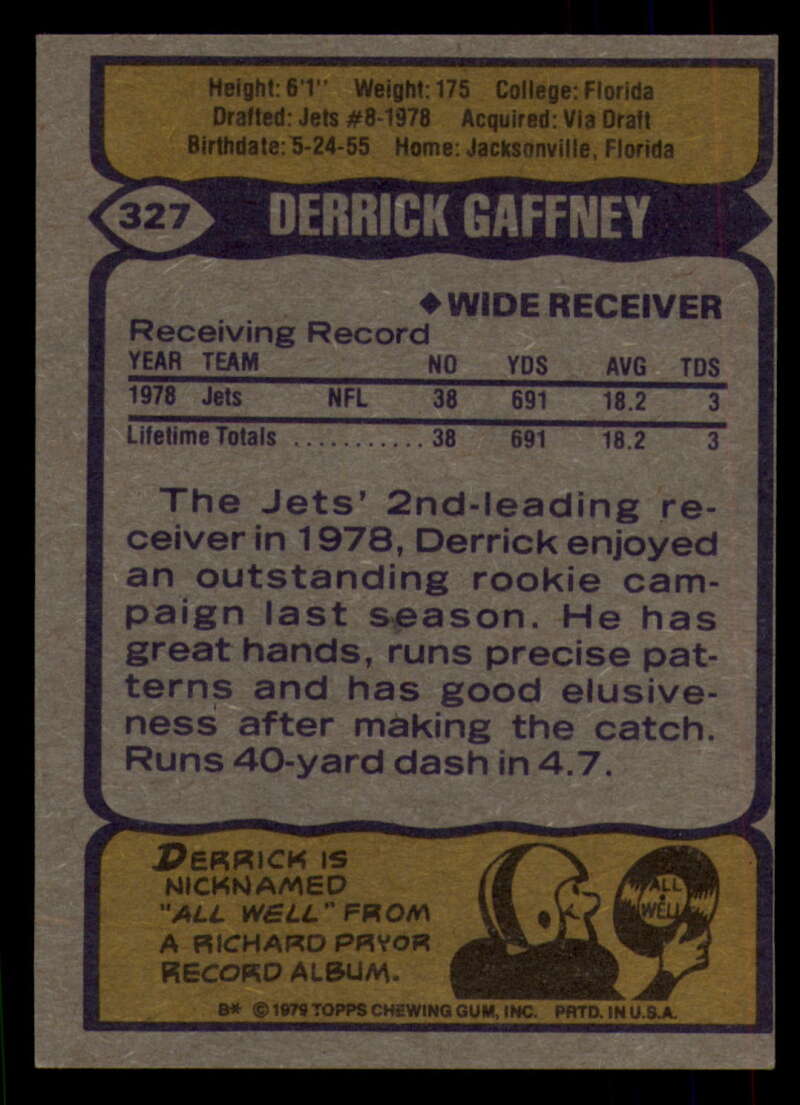 Height: 6'1" Weight: 175 College: Florida
Drafted: Jets #8-1978 Acquired: Via Draft
Birthdate: 5-24-55 Home: Jacksonville, Florida
327 DERRICK GAFFNEY
◆WIDE RECEIVER
Receiving Record
YEAR TEAM NO YDS AVG TDS
1978 Jets NFL 38 691 18.2 3
Lifetime Totals ............ 38 691 18.2 3
The Jets' 2nd-leading re-
ceiver in 1978, Derrick enjoyed
an outstanding rookie cam-
paign last season. He has
great hands, runs precise pat-
terns and has good elusive-
ness after making the catch.
Runs 40-yard dash in 4.7.
DERRICK IS
NICKNAMED
"ALL WELL" FROM
A RICHARD PRYOR
RECORD ALBUM.
ALL
WELL
B* © 1979 TOPPS CHEWING GUM, INC. PRTD. IN U.S.A.